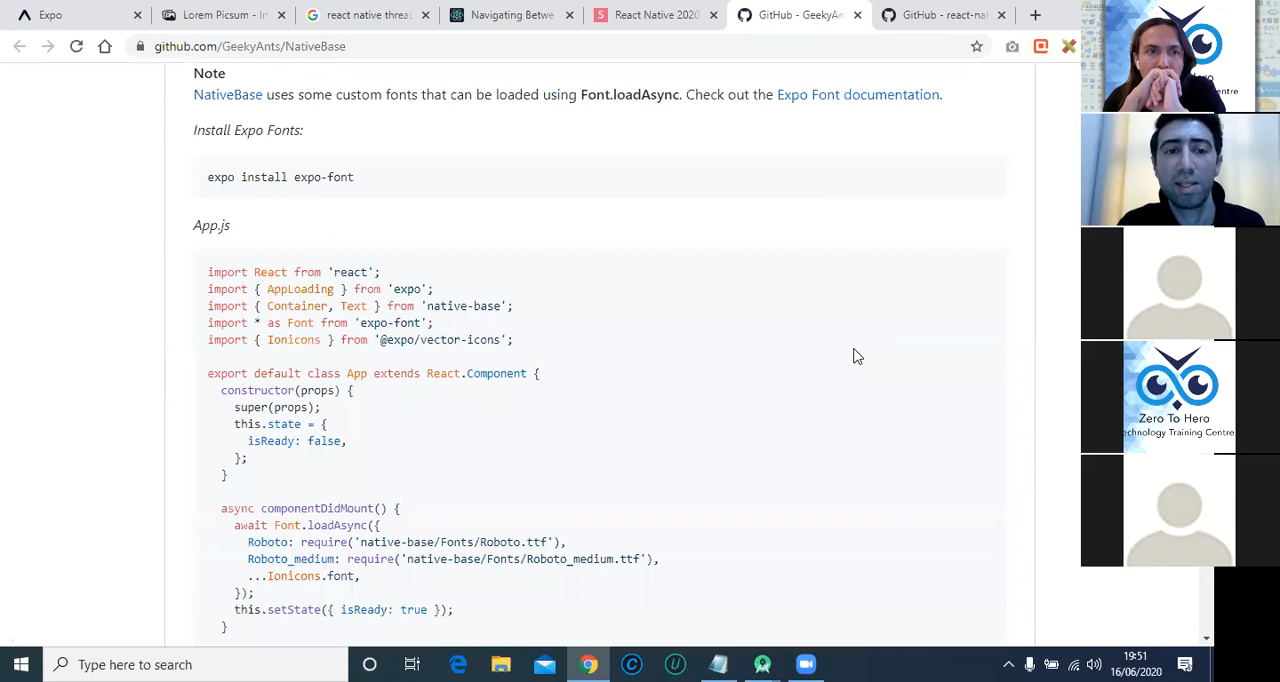 Expo
Lorem Picsum - In
react native threa
Navigating Betwe
React Native 2020
GitHub - GeekyAn
GitHub - react-na
github.com/GeekyAnts/NativeBase
Note
NativeBase uses some custom fonts that can be loaded using Font.loadAsync. Check out the Expo Font documentation.
Install Expo Fonts:
expo install expo-font
App.js
import React from 'react';
import { AppLoading } from 'expo';
import { Container, Text } from 'native-base';
import * as Font from 'expo-font';
import { Ionicons } from '@expo/vector-icons';
export default class App extends React.Component {
constructor(props) {
super(props);
this.state = {
isReady: false,
};
}
async componentDidMount() {
await Font.loadAsync({
Roboto: require('native-base/Fonts/Roboto.ttf'),
Roboto_medium: require('native-base/Fonts/Roboto_medium.ttf'),
...Ionicons.font,
});
this.setState({ isReady: true });
}
Zero To Hero
echnology Training Centre
Type here to search
19:51
16/06/2020